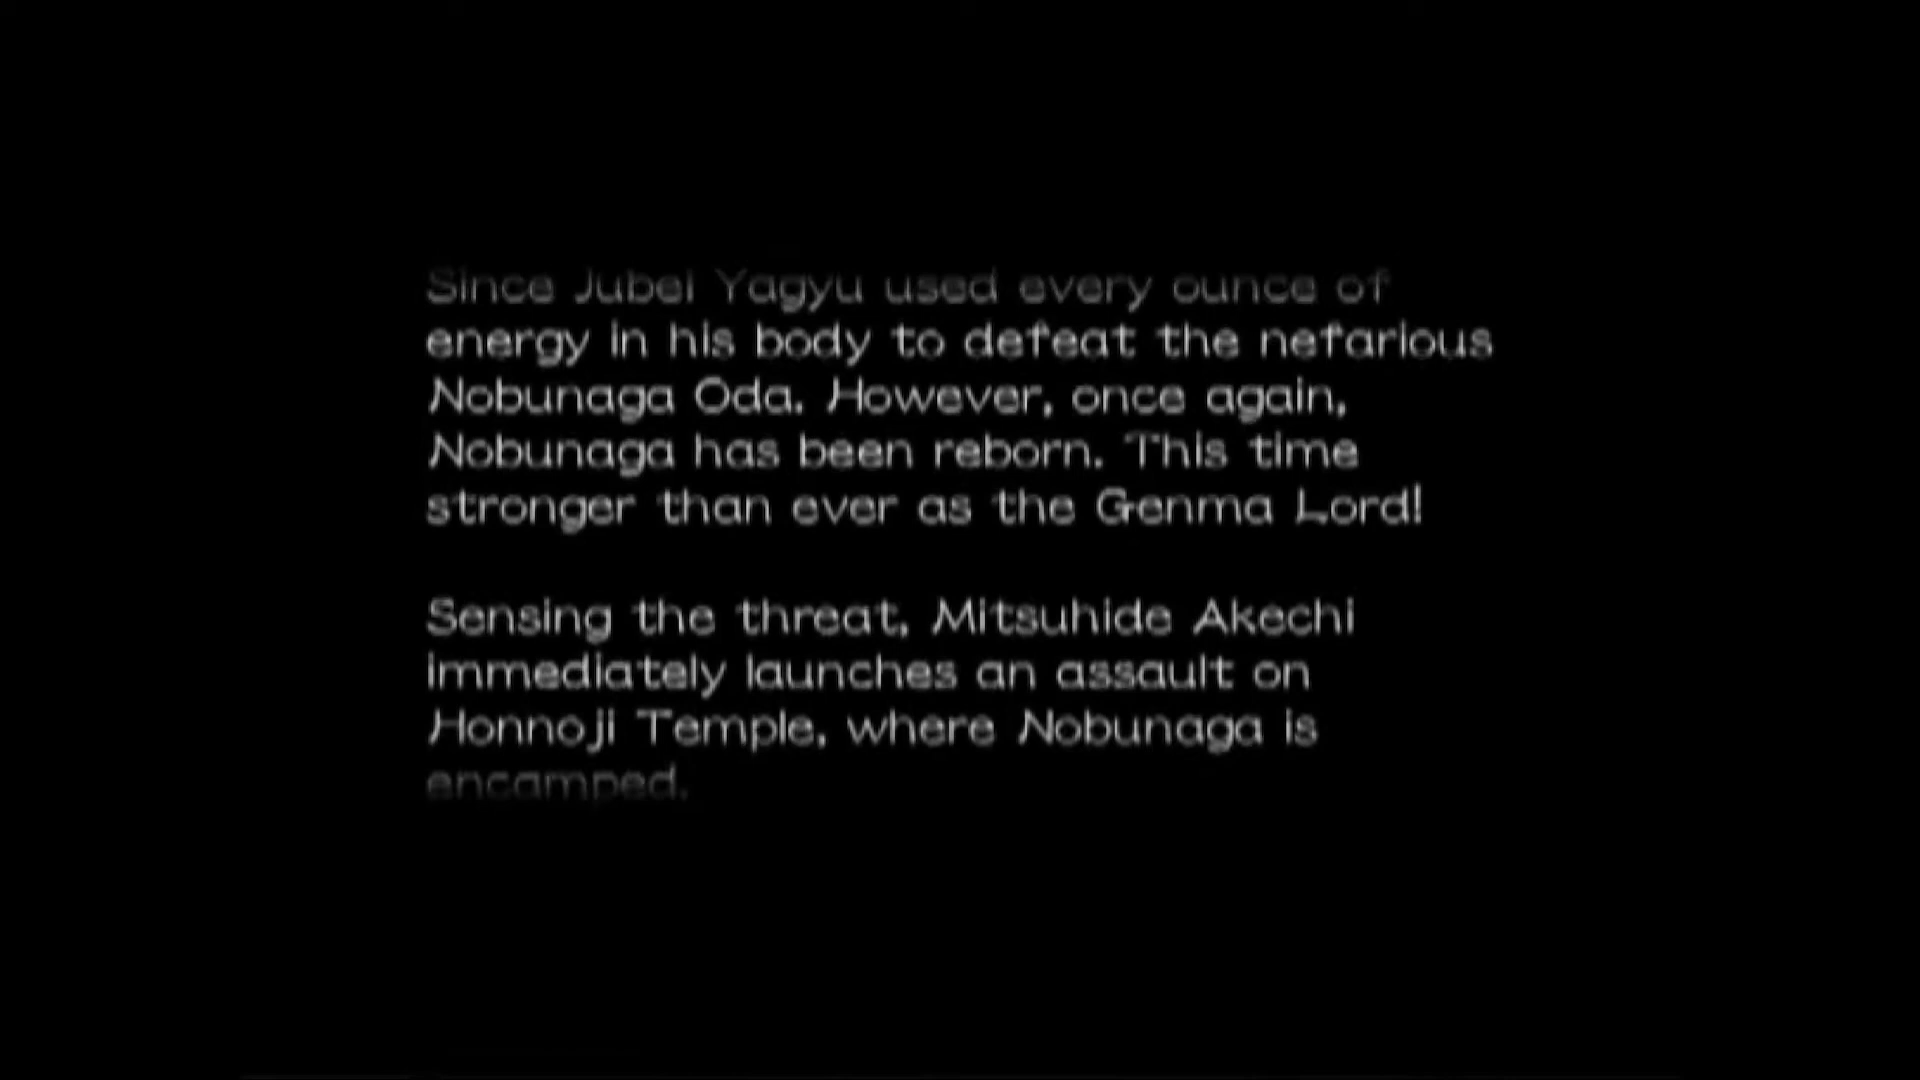 Since Jubei Yagyu used every ounce of
energy in his body to defeat the nefarious
Nobunaga Oda. However, once again,
Nobunaga has been reborn. This time
stronger than ever as the Genma Lord!
Sensing the threat, Mitsuhide Akechi
immediately launches an assault on
Honnoji Temple, where Nobunaga is
encamped.